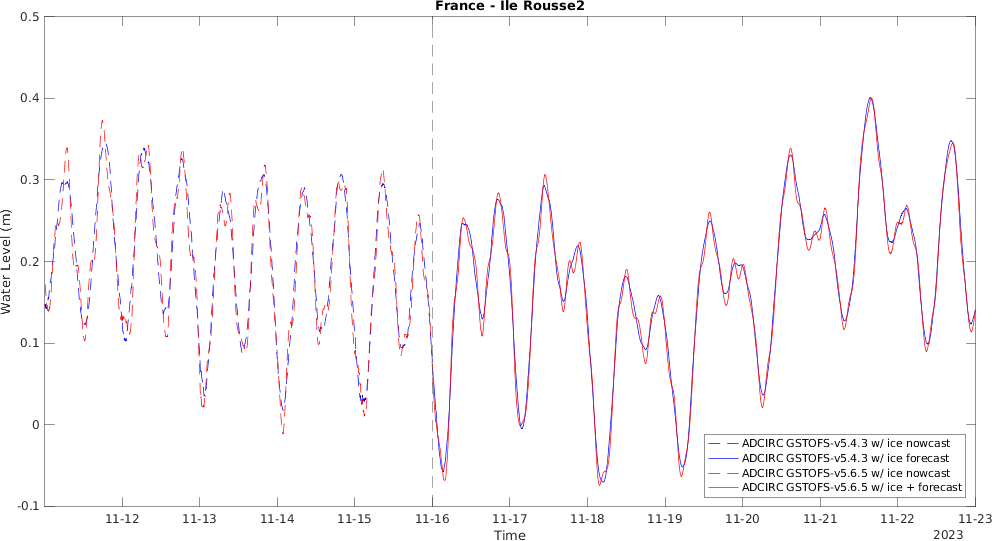 France - Ile Rousse2
0.5
0.4
0.3
0.2
0.1
0
-0.1
Water Level (m)
11-12 11-13 11-14 11-15 11-16 11-17 11-18 11-19 11-20 11-21 11-22 11-23
Time
2023
ADCIRC GSTOFS-v5.4.3 w/ ice nowcast
ADCIRC GSTOFS-v5.4.3 w/ ice forecast
ADCIRC GSTOFS-v5.6.5 w/ ice nowcast
ADCIRC GSTOFS-v5.6.5 w/ ice + forecast